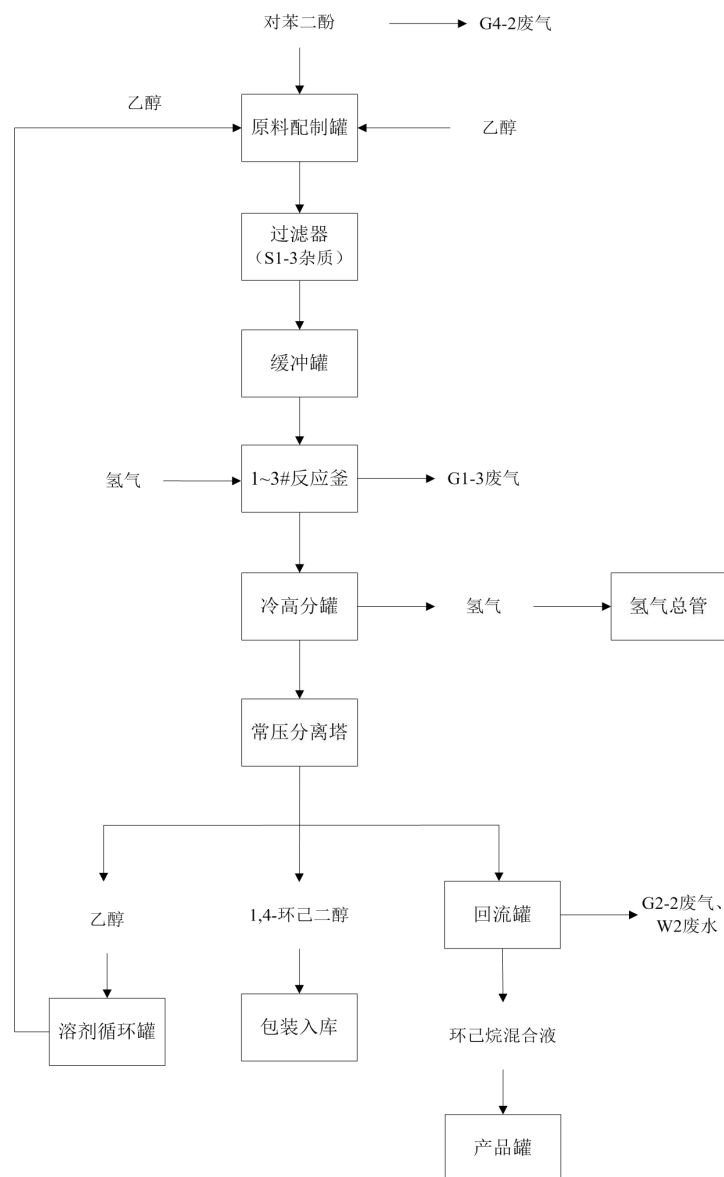 对苯二酚
G4-2废气
乙醇
原料配制罐
乙醇
过滤器
（S1-3杂质）
缓冲罐
氢气
1~3#反应釜
G1-3废气
冷高分罐
氢气
氢气总管
常压分离塔
乙醇
1,4-环己二醇
回流罐
G2-2废气、
W2废水
溶剂循环罐
包装入库
环己烷混合液
产品罐